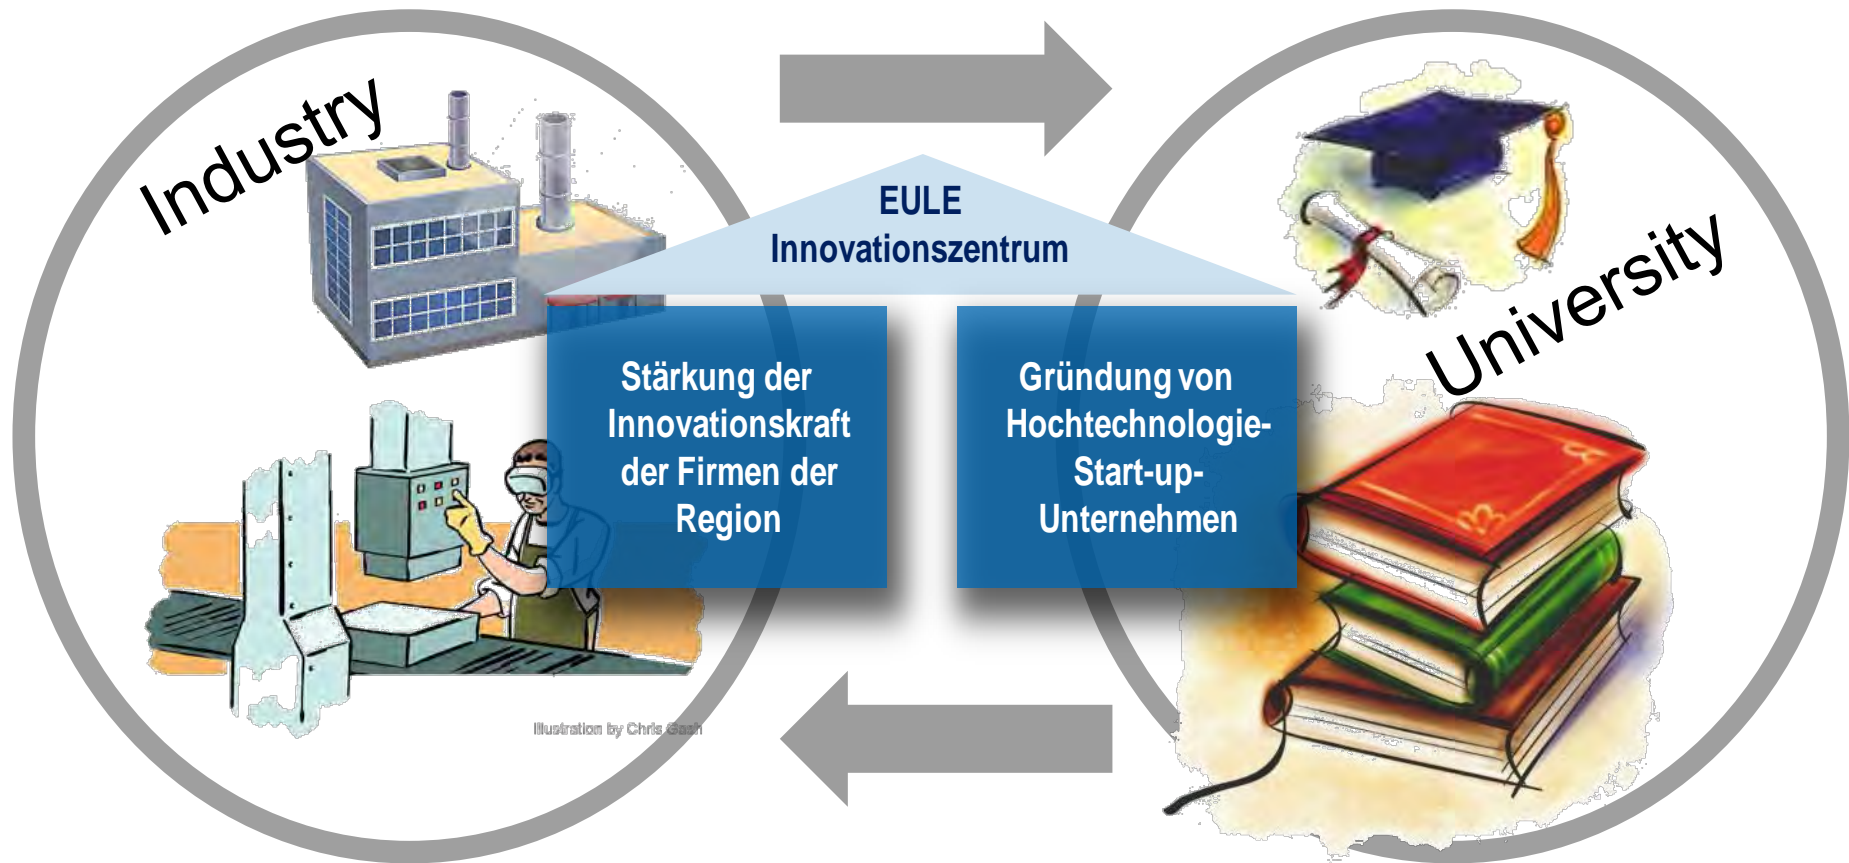 Industry
EULE
Innovationszentrum
University
Stärkung der
Innovationskraft
der Firmen der
Region
Gründung von
Hochtechnologie-
Start-up-
Unternehmen
Illustration by Chris Gash